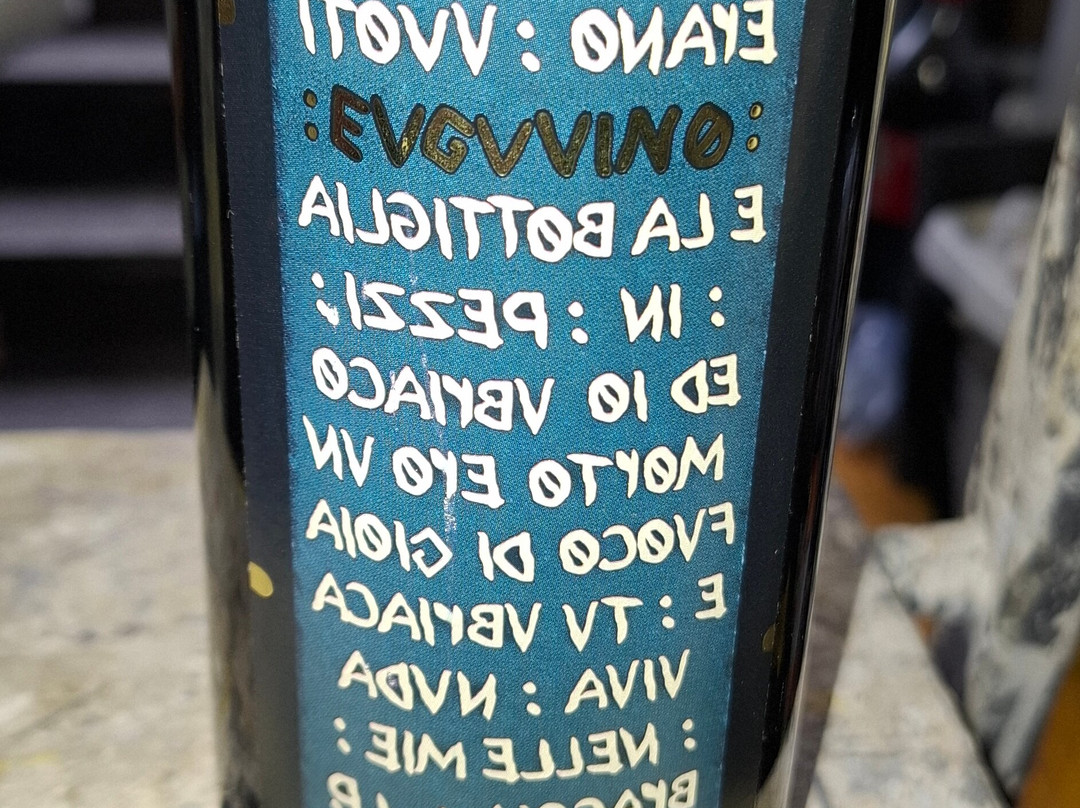 ERANO : VVOTI
:EVGVVINO:
E LA BOTTIGLIA
: IN : PEZZI:
ED IO VBRIACO
MORTO ERO VN
FVOCO DI GIOIA
E : TV VBRIACA
VIVA : NVDA
: NELLE MIE :